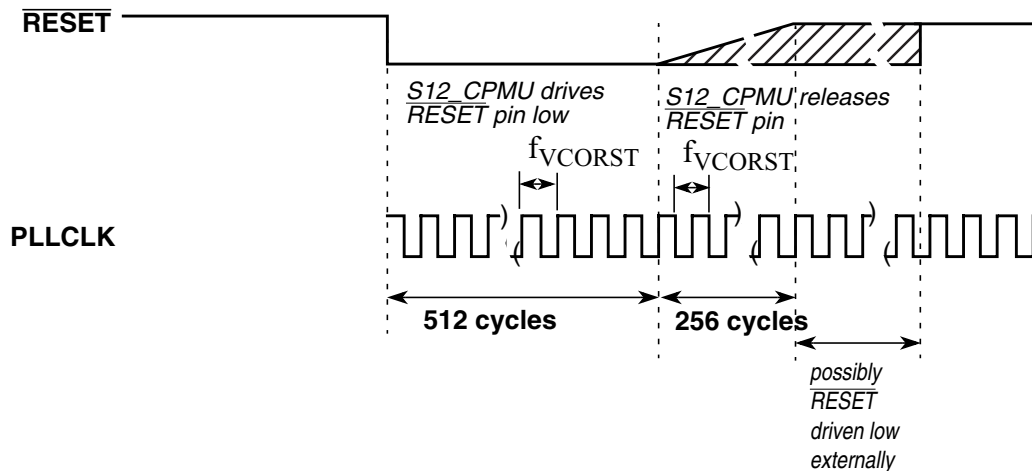 RESET
S12_CPMU drives
RESET pin low
S12_CPMU releases
RESET pin
fVCORST
fVCORST
PLLCLK
512 cycles
256 cycles
possibly
RESET
driven low
externally